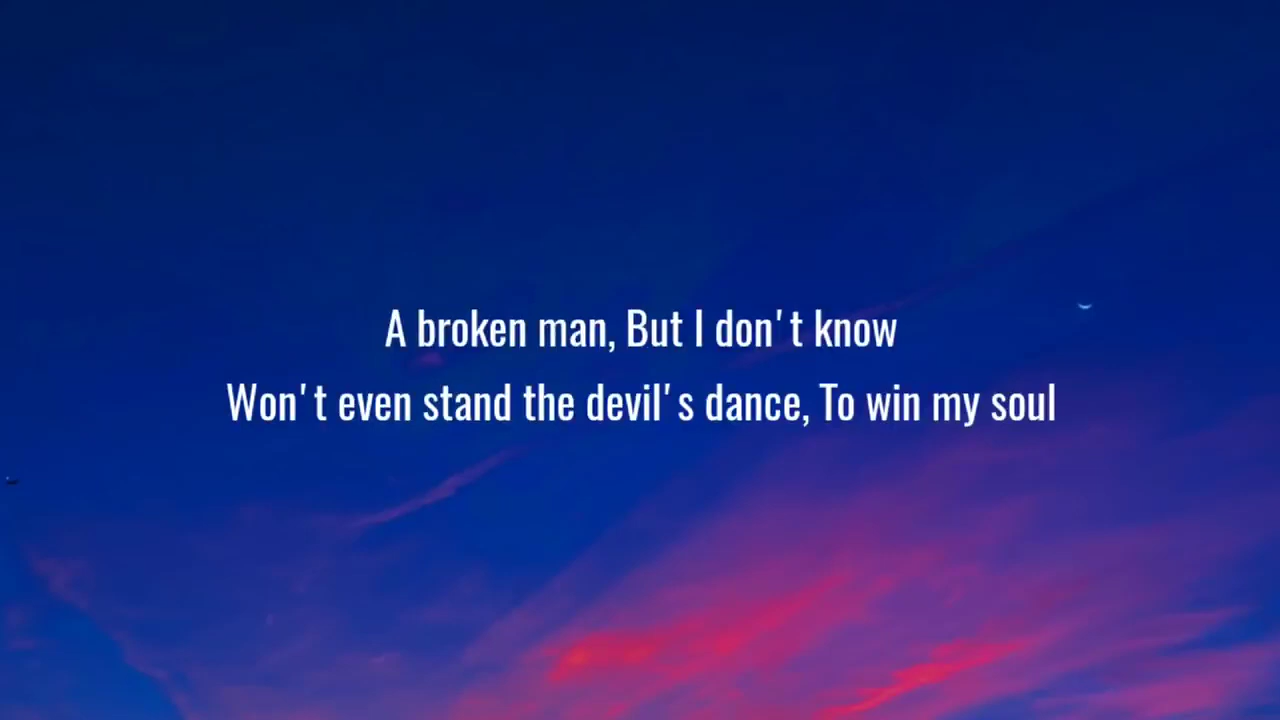 A broken man, But I don't know
Won't even stand the devil's dance, To win my soul